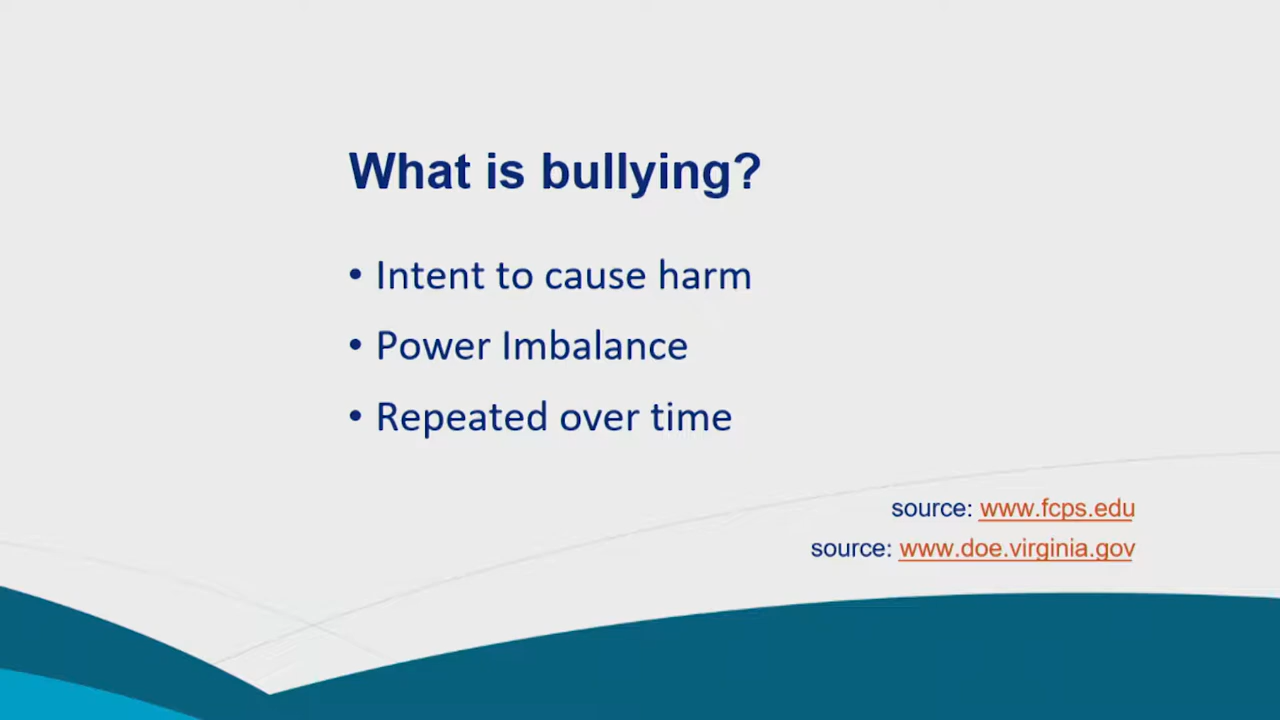 What is bullying?
• Intent to cause harm
• Power Imbalance
• Repeated over time
source: www.fcps.edu
source: www.doe.virginia.gov